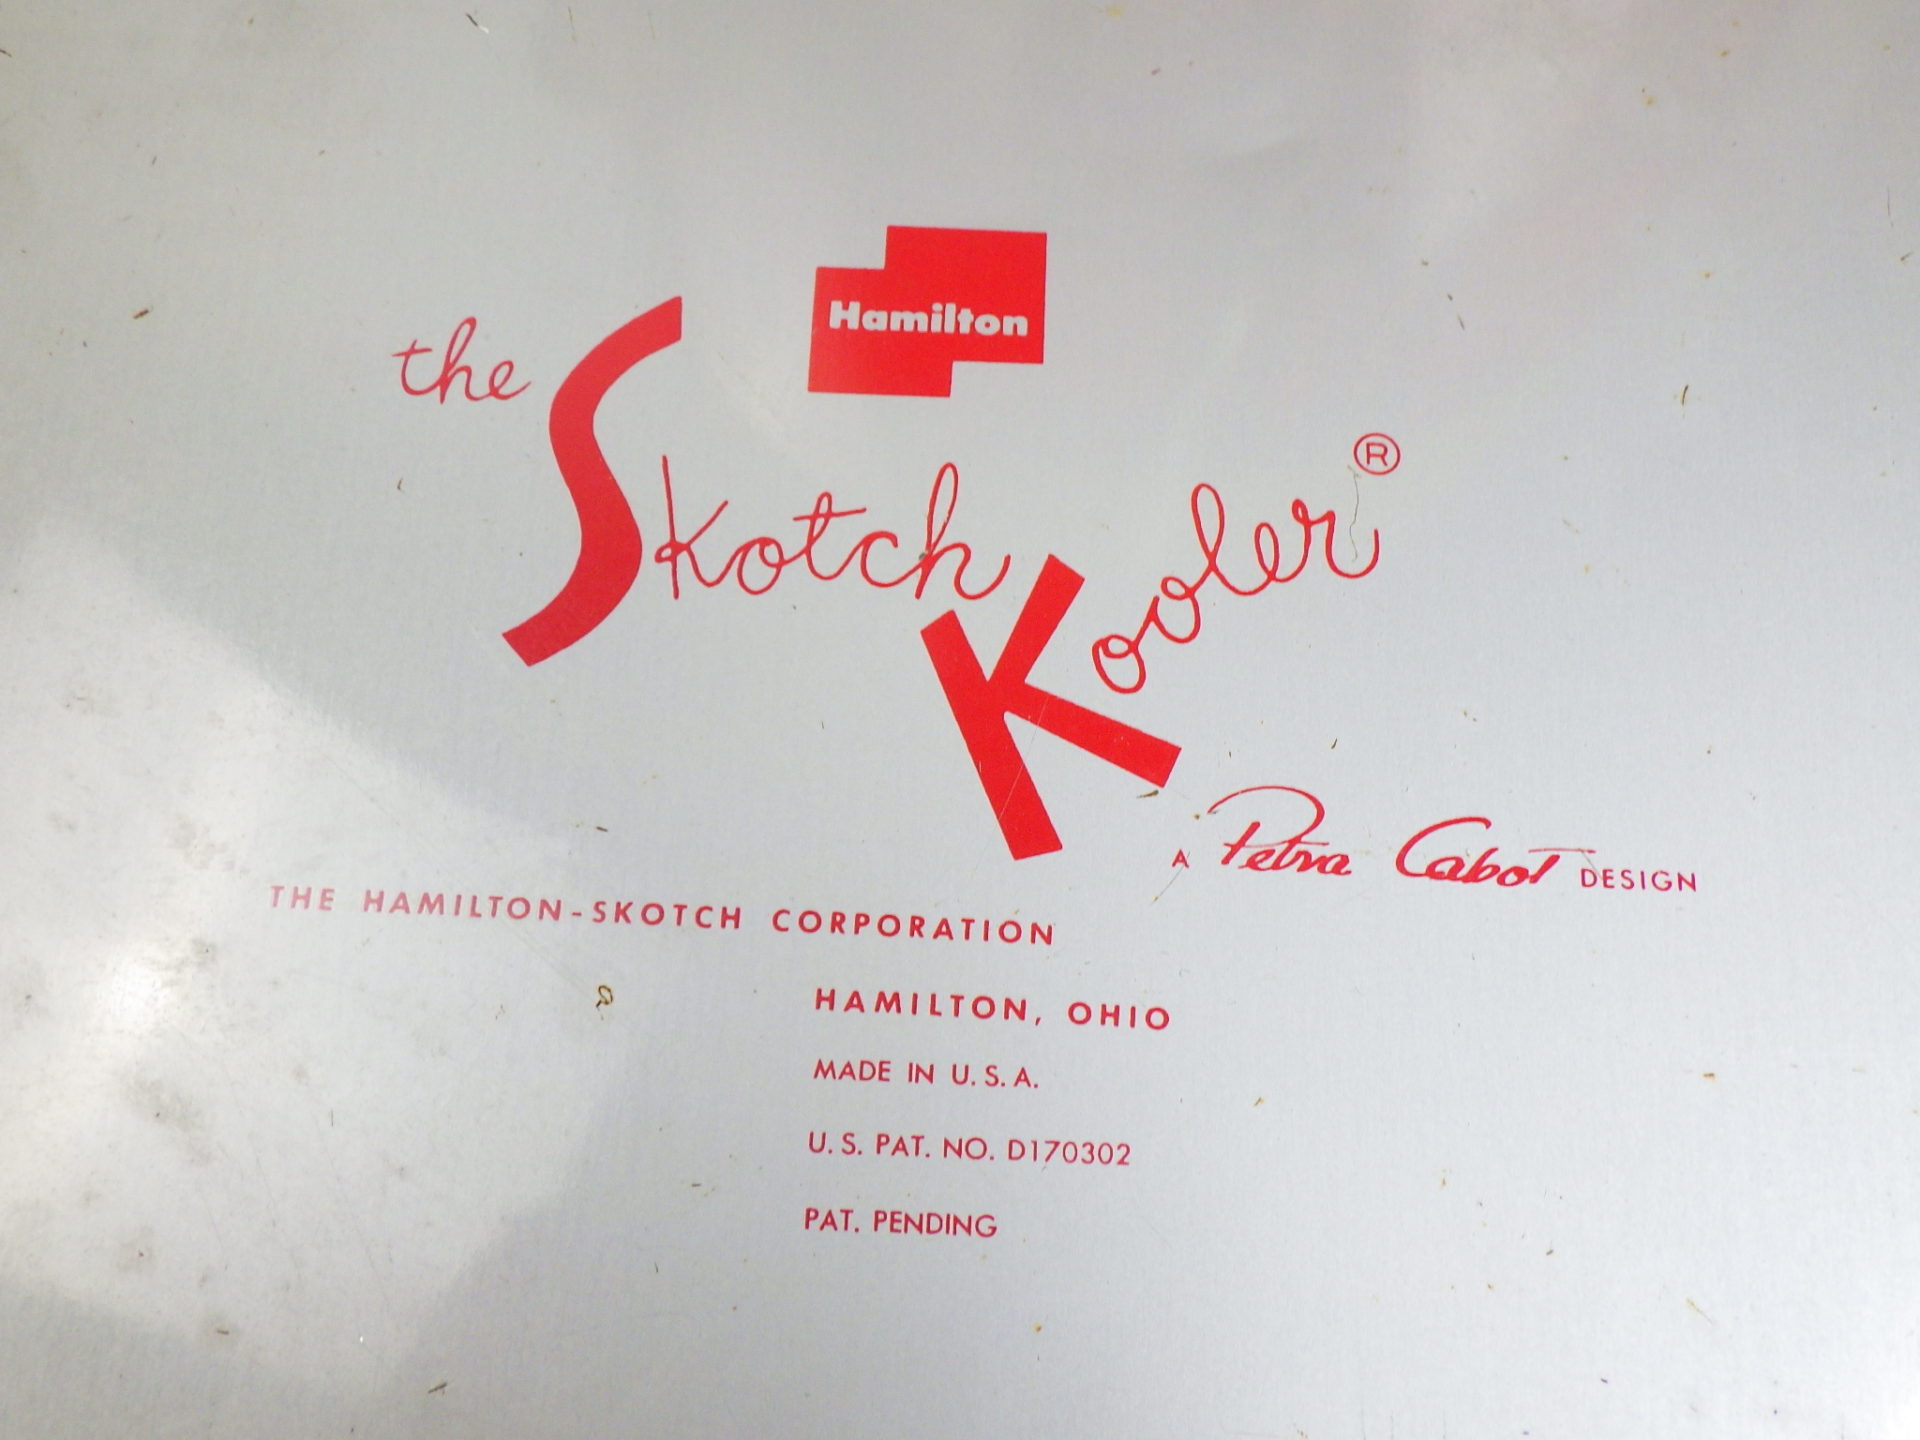 Hamilton
the Skotch Kooler ®
A Petra Cabot DESIGN
THE HAMILTON-SKOTCH CORPORATION
HAMILTON, OHIO
MADE IN U.S.A.
U.S. PAT. NO. D170302
PAT. PENDING